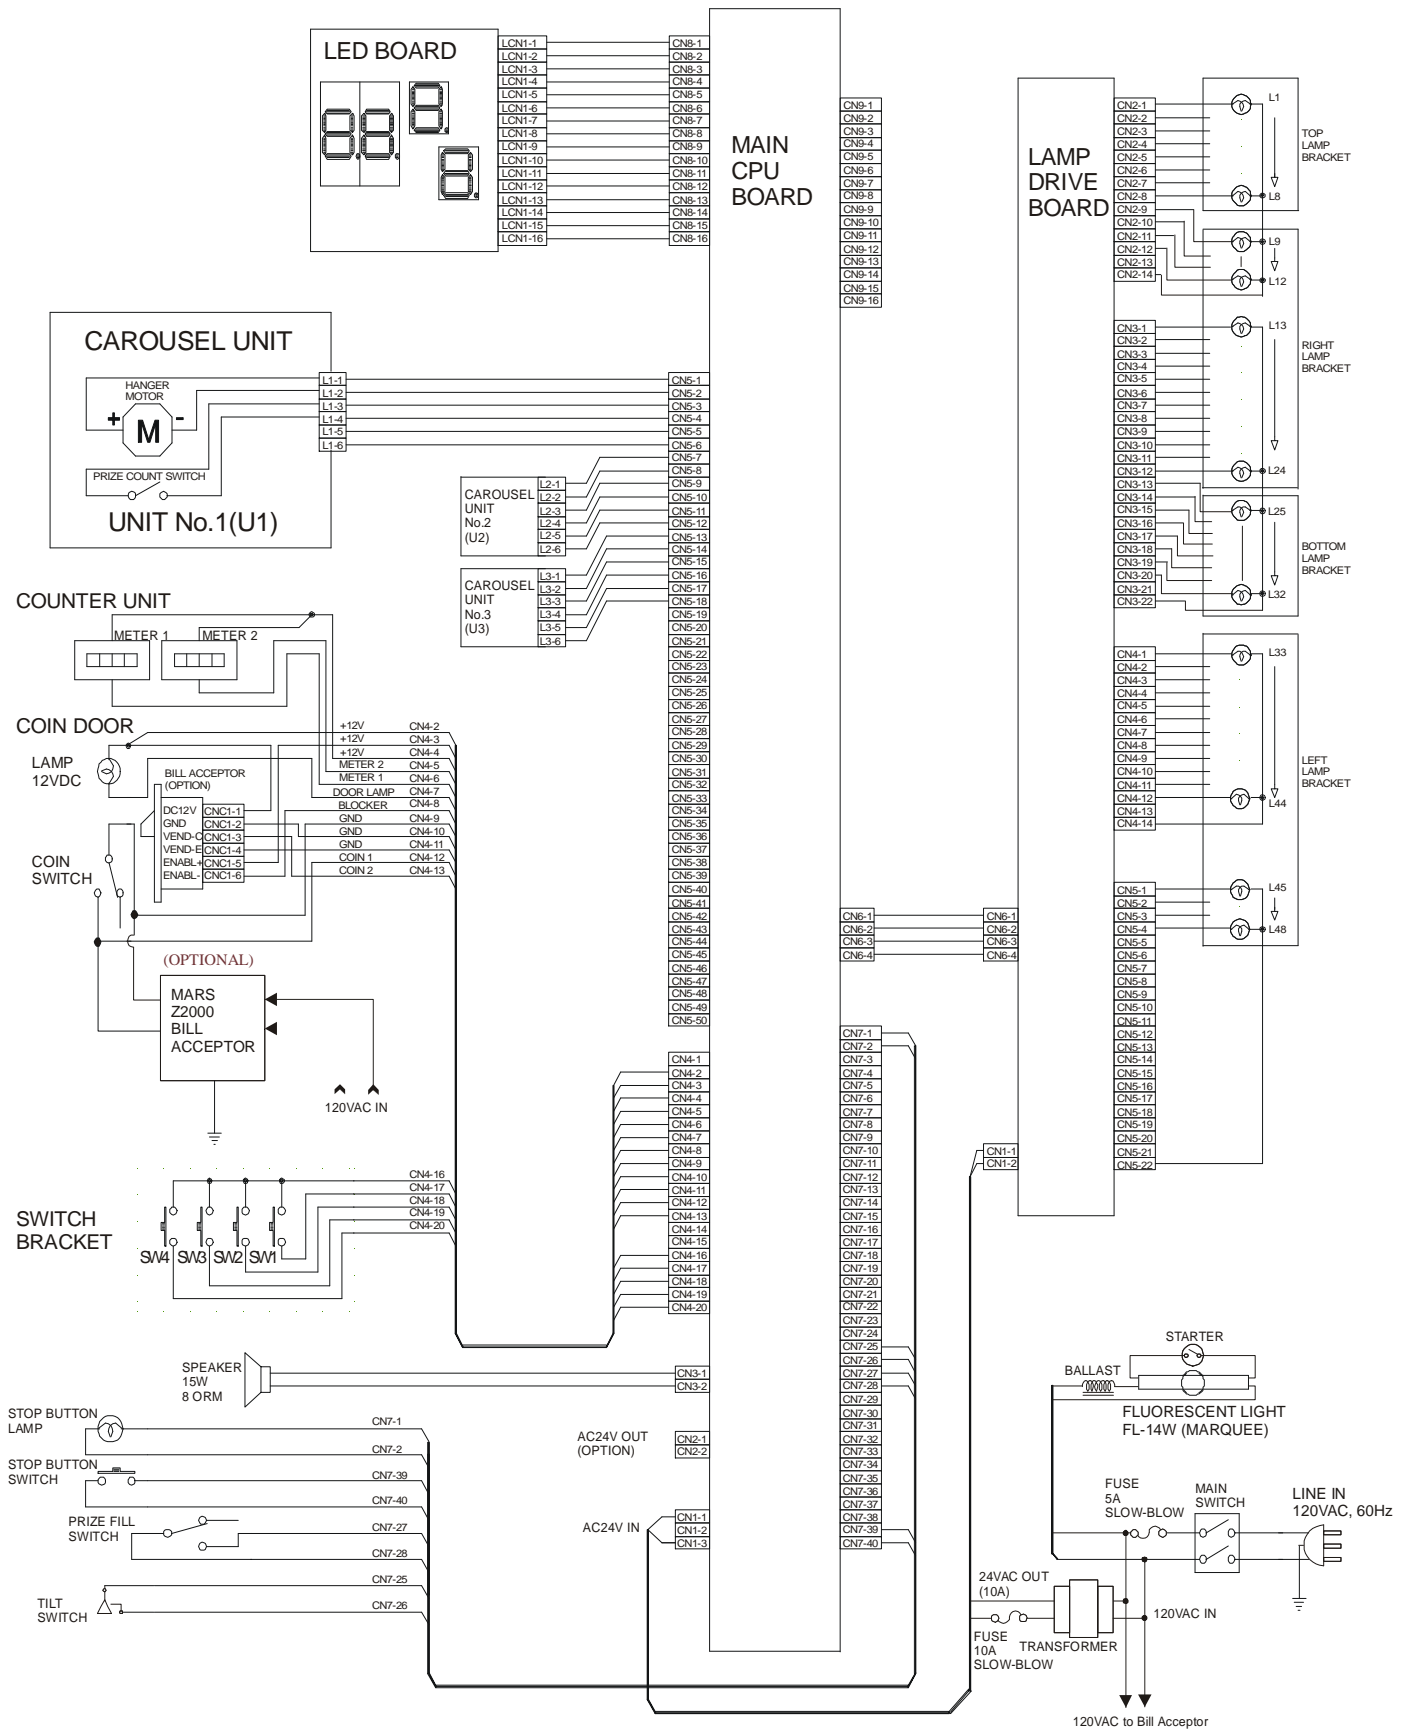 LED BOARD
LCN1-1
LCN1-2
LCN1-3
LCN1-4
LCN1-5
LCN1-6
LCN1-7
LCN1-8
LCN1-9
LCN1-10
LCN1-11
LCN1-12
LCN1-13
LCN1-14
LCN1-15
LCN1-16
CN8-1
CN8-2
CN8-3
CN8-4
CN8-5
CN8-6
CN8-7
CN8-8
CN8-9
CN8-10
CN8-11
CN8-12
CN8-13
CN8-14
CN8-15
CN8-16
MAIN
CPU
BOARD
CN9-1
CN9-2
CN9-3
CN9-4
CN9-5
CN9-6
CN9-7
CN9-8
CN9-9
CN9-10
CN9-11
CN9-12
CN9-13
CN9-14
CN9-15
CN9-16
LAMP
DRIVE
BOARD
CN2-1
CN2-2
CN2-3
CN2-4
CN2-5
CN2-6
CN2-7
CN2-8
CN2-9
CN2-10
CN2-11
CN2-12
CN2-13
CN2-14
L1
L8
TOP
LAMP
BRACKET
L9
L12
CN3-1
CN3-2
CN3-3
CN3-4
CN3-5
CN3-6
CN3-7
CN3-8
CN3-9
CN3-10
CN3-11
CN3-12
CN3-13
CN3-14
CN3-15
CN3-16
CN3-17
CN3-18
CN3-19
CN3-20
CN3-21
CN3-22
L13
L24
RIGHT
LAMP
BRACKET
L25
L32
BOTTOM
LAMP
BRACKET
CN4-1
CN4-2
CN4-3
CN4-4
CN4-5
CN4-6
CN4-7
CN4-8
CN4-9
CN4-10
CN4-11
CN4-12
CN4-13
CN4-14
L33
L44
LEFT
LAMP
BRACKET
CN5-1
CN5-2
CN5-3
CN5-4
CN5-5
CN5-6
CN5-7
CN5-8
CN5-9
CN5-10
CN5-11
CN5-12
CN5-13
CN5-14
CN5-15
CN5-16
CN5-17
CN5-18
CN5-19
CN5-20
CN5-21
CN5-22
L45
L48
CAROUSEL UNIT
HANGER
MOTOR
+
M
-
PRIZE COUNT SWITCH
UNIT No.1(U1)
L1-1
L1-2
L1-3
L1-4
L1-5
L1-6
CAROUSEL
UNIT
No.2
(U2)
L2-1
L2-2
L2-3
L2-4
L2-5
L2-6
CAROUSEL
UNIT
No.3
(U3)
L3-1
L3-2
L3-3
L3-4
L3-5
L3-6
CN5-1
CN5-2
CN5-3
CN5-4
CN5-5
CN5-6
CN5-7
CN5-8
CN5-9
CN5-10
CN5-11
CN5-12
CN5-13
CN5-14
CN5-15
CN5-16
CN5-17
CN5-18
CN5-19
CN5-20
CN5-21
CN5-22
CN5-23
CN5-24
CN5-25
CN5-26
CN5-27
CN5-28
CN5-29
CN5-30
CN5-31
CN5-32
CN5-33
CN5-34
CN5-35
CN5-36
CN5-37
CN5-38
CN5-39
CN5-40
CN5-41
CN5-42
CN5-43
CN5-44
CN5-45
CN5-46
CN5-47
CN5-48
CN5-49
CN5-50
COUNTER UNIT
METER 1
METER 2
COIN DOOR
LAMP
12VDC
+12V CN4-2
+12V CN4-3
+12V CN4-4
METER 2 CN4-5
METER 1 CN4-6
DOOR LAMP CN4-7
BLOCKER CN4-8
GND CN4-9
GND CN4-10
GND CN4-11
COIN 1 CN4-12
COIN 2 CN4-13
BILL ACCEPTOR
(OPTION)
DC12V CNC1-1
GND CNC1-2
VEND-C CNC1-3
VEND-E CNC1-4
ENABL+ CNC1-5
ENABL- CNC1-6
COIN
SWITCH
(OPTIONAL)
MARS
Z2000
BILL
ACCEPTOR
120VAC IN
CN6-1
CN6-2
CN6-3
CN6-4
CN6-1
CN6-2
CN6-3
CN6-4
SWITCH
BRACKET
SW4
SW3
SW2
SW1
CN4-16
CN4-17
CN4-18
CN4-19
CN4-20
CN4-1
CN4-2
CN4-3
CN4-4
CN4-5
CN4-6
CN4-7
CN4-8
CN4-9
CN4-10
CN4-11
CN4-12
CN4-13
CN4-14
CN4-15
CN4-16
CN4-17
CN4-18
CN4-19
CN4-20
CN7-1
CN7-2
CN7-3
CN7-4
CN7-5
CN7-6
CN7-7
CN7-8
CN7-9
CN7-10
CN7-11
CN7-12
CN7-13
CN7-14
CN7-15
CN7-16
CN7-17
CN7-18
CN7-19
CN7-20
CN7-21
CN7-22
CN7-23
CN7-24
CN7-25
CN7-26
CN7-27
CN7-28
CN7-29
CN7-30
CN7-31
CN7-32
CN7-33
CN7-34
CN7-35
CN7-36
CN7-37
CN7-38
CN7-39
CN7-40
CN1-1
CN1-2
SPEAKER
15W
8 ORM
CN3-1
CN3-2
STOP BUTTON
LAMP
CN7-1
CN7-2
STOP BUTTON
SWITCH
CN7-39
CN7-40
PRIZE FILL
SWITCH
CN7-27
CN7-28
TILT
SWITCH
CN7-25
CN7-26
AC24V OUT
(OPTION)
CN2-1
CN2-2
AC24V IN
CN1-1
CN1-2
CN1-3
STARTER
BALLAST
FLUORESCENT LIGHT
FL-14W (MARQUEE)
FUSE
5A
SLOW-BLOW
MAIN
SWITCH
LINE IN
120VAC, 60Hz
24VAC OUT
(10A)
FUSE
10A
SLOW-BLOW
TRANSFORMER
120VAC IN
120VAC to Bill Acceptor